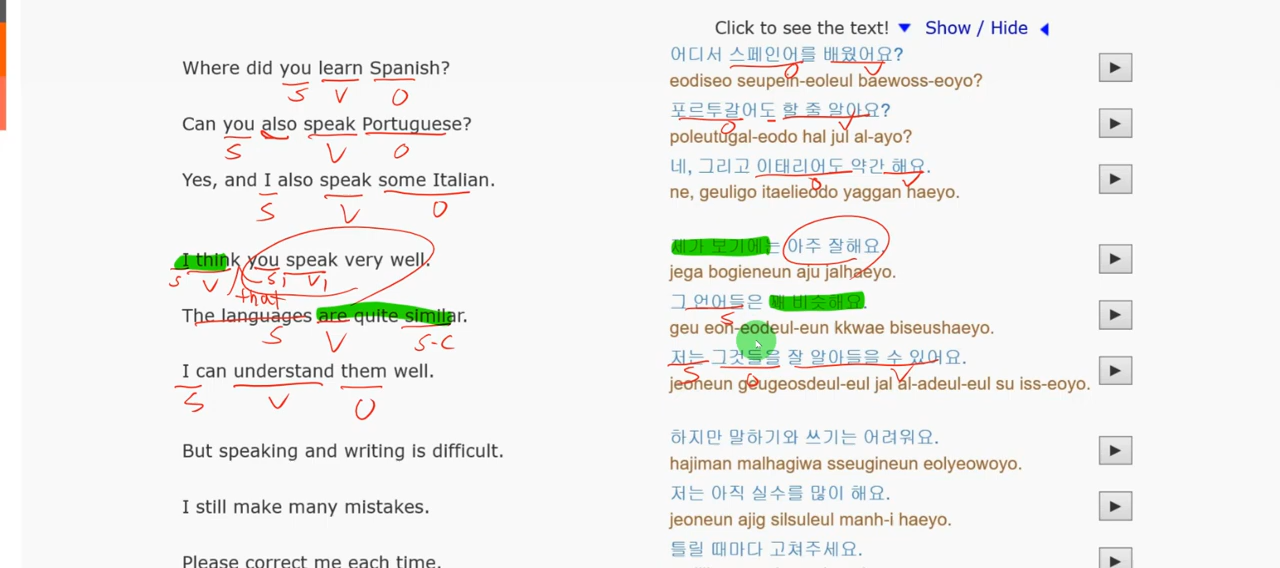 Click to see the text! ▼ Show / Hide ◀
Where did you learn Spanish?
S V O
어디서 스페인어를 배웠어요?
O V
eodiseo seupein-eoleul baewoss-eoyo?
Can you also speak Portuguese?
S V O
포르투갈어도 할 줄 알아요?
O V
poleutugal-eodo hal jul al-ayo?
Yes, and I also speak some Italian.
S V O
네, 그리고 이태리어도 약간 해요.
O V
ne, geuligo itaelieodo yaggan haeyo.
I think you speak very well.
S V S1 V1
that
제가 보기에는 아주 잘해요.
jega bogieneun aju jalhaeyo.
The languages are quite similar.
S V S-C
그 언어들은 꽤 비슷해요.
S
geu eon-eodeul-eun kkwae biseushaeyo.
I can understand them well.
S V O
저는 그것들을 잘 알아들을 수 있어요.
S O V
jeoneun geugeosdeul-eul jal al-adeul-eul su iss-eoyo.
But speaking and writing is difficult.
하지만 말하기와 쓰기는 어려워요.
hajiman malhagiwa sseugineun eolyeowoyo.
I still make many mistakes.
저는 아직 실수를 많이 해요.
jeoneun ajig silsuleul manh-i haeyo.
Please correct me each time.
틀릴 때마다 고쳐주세요.